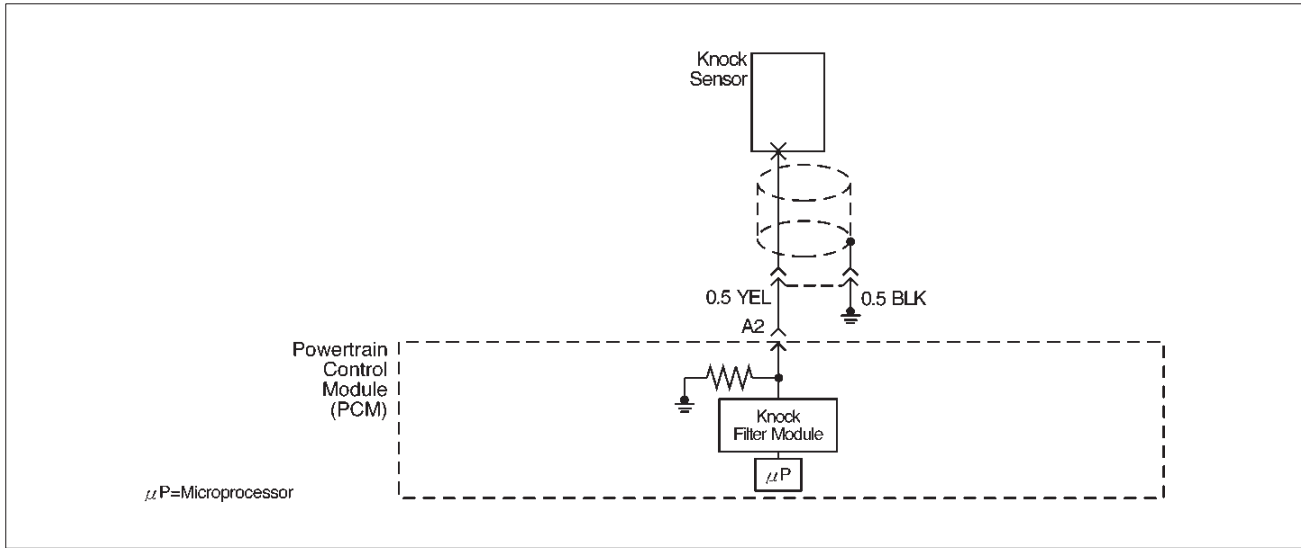 Knock
Sensor
0.5 YEL
0.5 BLK
A2
Powertrain
Control
Module
(PCM)
Knock
Filter Module
μP
μP=Microprocessor